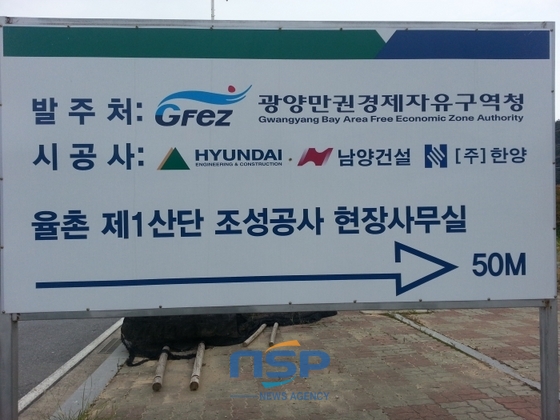 발주처: GFEZ 광양만권경제자유구역청
Gwangyang Bay Area Free Economic Zone Authority
시공사: HYUNDAI ENGINEERING & CONSTRUCTION · 남양건설 [주]한양
율촌 제1산단 조성공사 현장사무실
50M
nsp
NEWS AGENCY